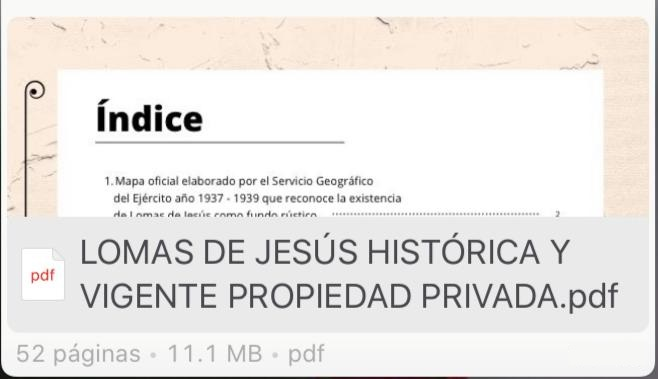 Índice
1. Mapa oficial elaborado por el Servicio Geográfico
del Ejército año 1937 - 1939 que reconoce la existencia
de Lomas de Jesús como fundo rústico ........................................ 2
pdf
LOMAS DE JESÚS HISTÓRICA Y
VIGENTE PROPIEDAD PRIVADA.pdf
52 páginas • 11.1 MB • pdf